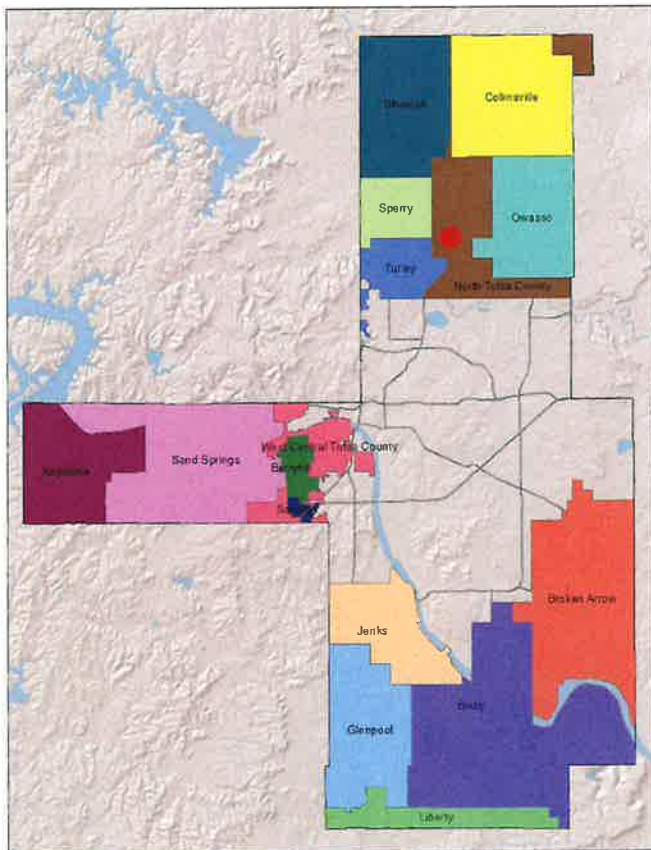 Collinsville
Sperry
Owasso
Turley
North Tulsa County
West Central Tulsa County
Sand Springs
Broken Arrow
Jenks
Bixby
Glenpool
Liberty